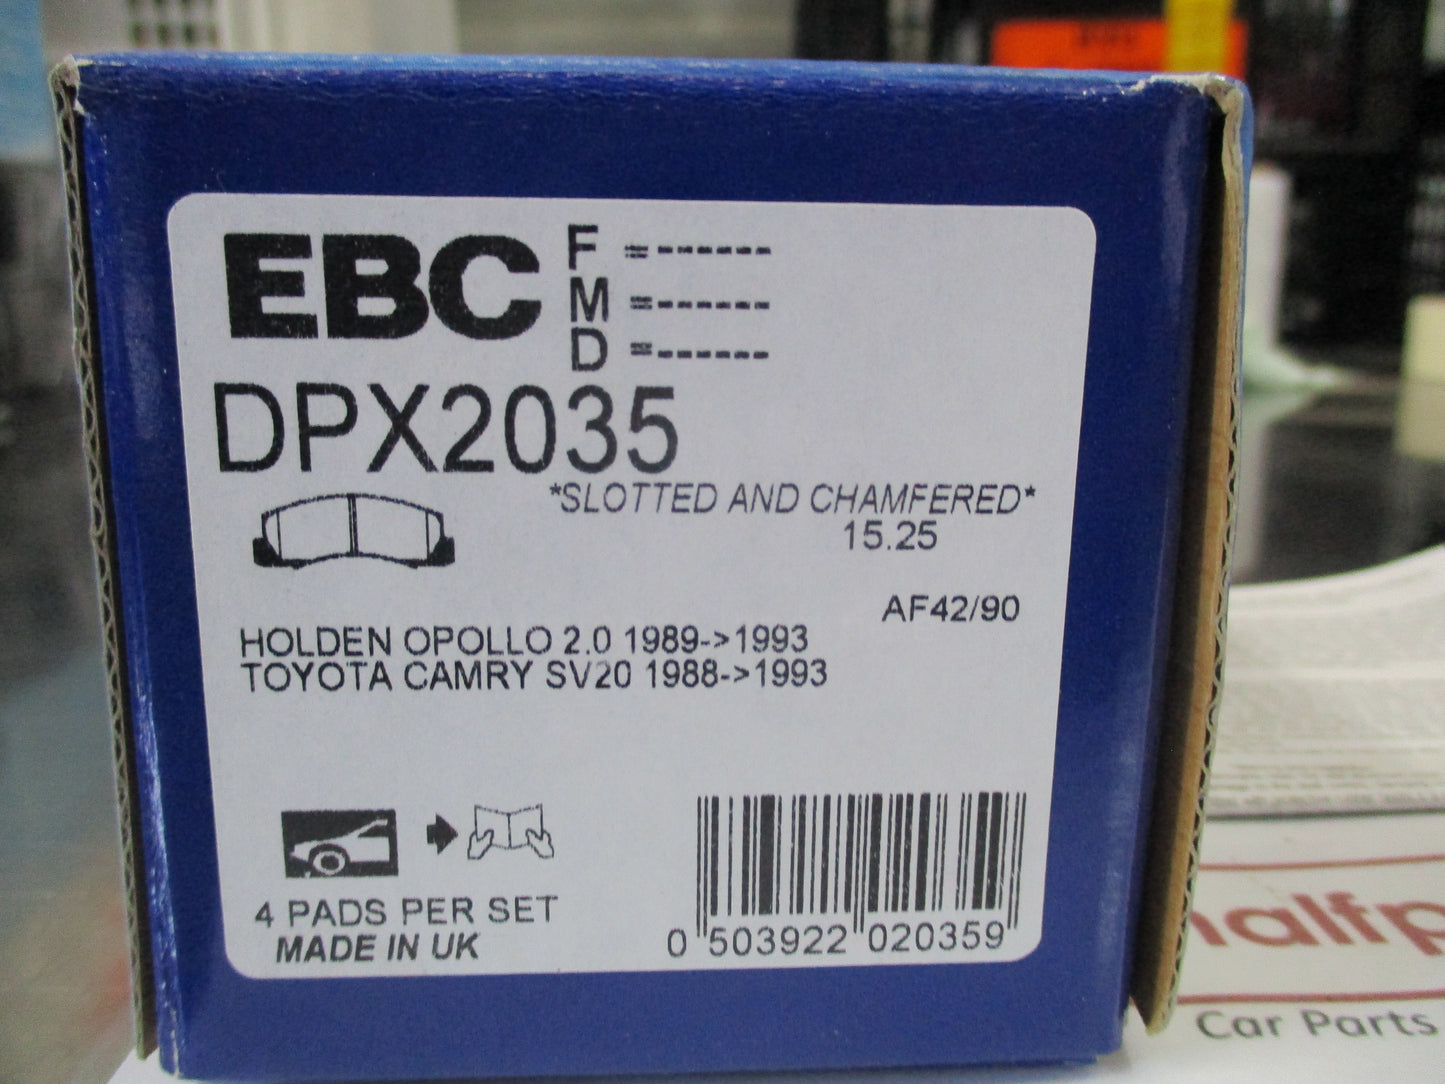 EBC
F =-------
M =-------
D =-------
DPX2035
*SLOTTED AND CHAMFERED*
15.25
AF42/90
HOLDEN OPOLLO 2.0 1989->1993
TOYOTA CAMRY SV20 1988->1993
4 PADS PER SET
MADE IN UK
0 503922 020359
halfp
Car Parts